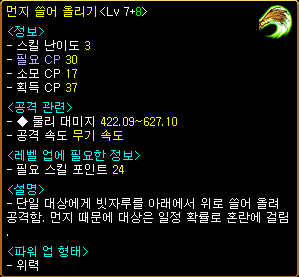 먼지 쓸어 올리기<Lv 7+8>
<정보>
- 스킬 난이도 3
- 필요 CP 30
- 소모 CP 17
- 획득 CP 37
<공격 관련>
- ◆ 물리 대미지 422.09~627.10
- 공격 속도 무기 속도
<레벨 업에 필요한 정보>
- 필요 스킬 포인트 24
<설명>
- 단일 대상에게 빗자루를 아래에서 위로 쓸어 올려
공격함. 먼지 때문에 대상은 일정 확률로 혼란에 걸림
.
<파워 업 형태>
- 위력